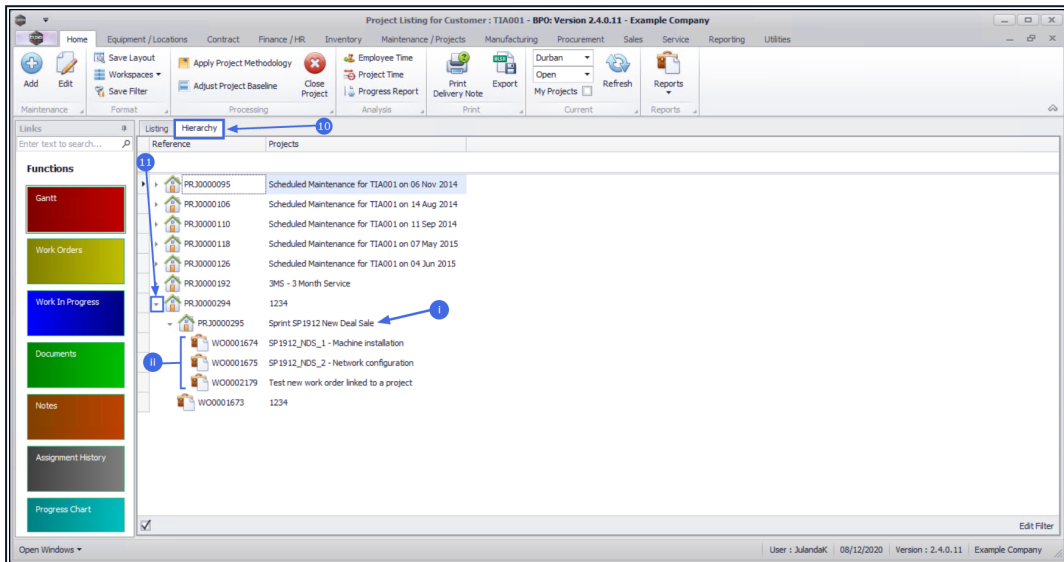 Project Listing for Customer : TIA001 - BPO: Version 2.4.0.11 - Example Company
Home Equipment / Locations Contract Finance / HR Inventory Maintenance / Projects Manufacturing Procurement Sales Service Reporting Utilities
Add
Edit
Maintenance
Save Layout
Workspaces
Save Filter
Format
Apply Project Methodology
Adjust Project Baseline
Close Project
Processing
Employee Time
Project Time
Progress Report
Analysis
Print Delivery Note
Export
Print
Durban
Open
My Projects
Refresh
Current
Reports
Reports
Links
Enter text to search...
Functions
Gantt
Work Orders
Work In Progress
Documents
Notes
Assignment History
Progress Chart
Listing Hierarchy 10
Reference Projects
11
PRJ0000095 Scheduled Maintenance for TIA001 on 06 Nov 2014
PRJ0000106 Scheduled Maintenance for TIA001 on 14 Aug 2014
PRJ0000110 Scheduled Maintenance for TIA001 on 11 Sep 2014
PRJ0000118 Scheduled Maintenance for TIA001 on 07 May 2015
PRJ0000126 Scheduled Maintenance for TIA001 on 04 Jun 2015
PRJ0000192 3MS - 3 Month Service
PRJ0000294 1234
i
PRJ0000295 Sprint SP1912 New Deal Sale
WO0001674 SP1912_NDS_1 - Machine installation
ii
WO0001675 SP1912_NDS_2 - Network configuration
WO0002179 Test new work order linked to a project
WO0001673 1234
Edit Filter
Open Windows
User : JulandaK 08/12/2020 Version : 2.4.0.11 Example Company